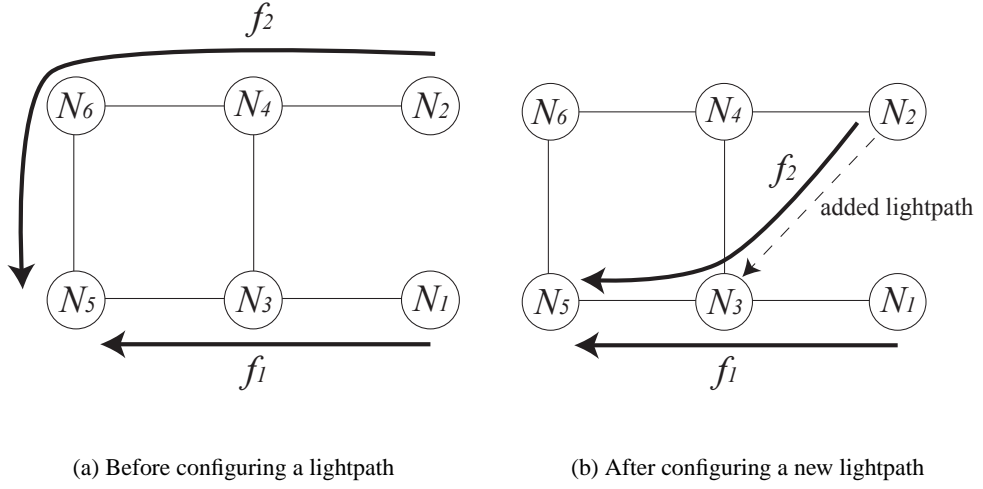 f2
N6 N4 N2
N5 N3 N1
f1
(a) Before configuring a lightpath
N6 N4 N2
f2
added lightpath
N5 N3 N1
f1
(b) After configuring a new lightpath